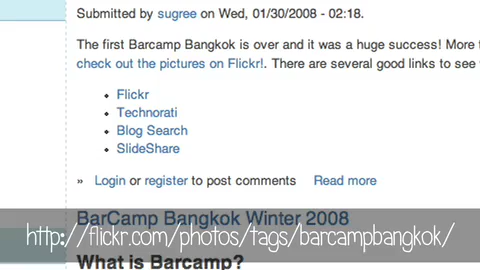 Submitted by sugree on Wed, 01/30/2008 - 02:18.
The first Barcamp Bangkok is over and it was a huge success! More
check out the pictures on Flickr!. There are several good links to see
Flickr
Technorati
Blog Search
SlideShare
» Login or register to post comments Read more
BarCamp Bangkok Winter 2008
http://flickr.com/photos/tags/barcampbangkok/
What is Barcamp?